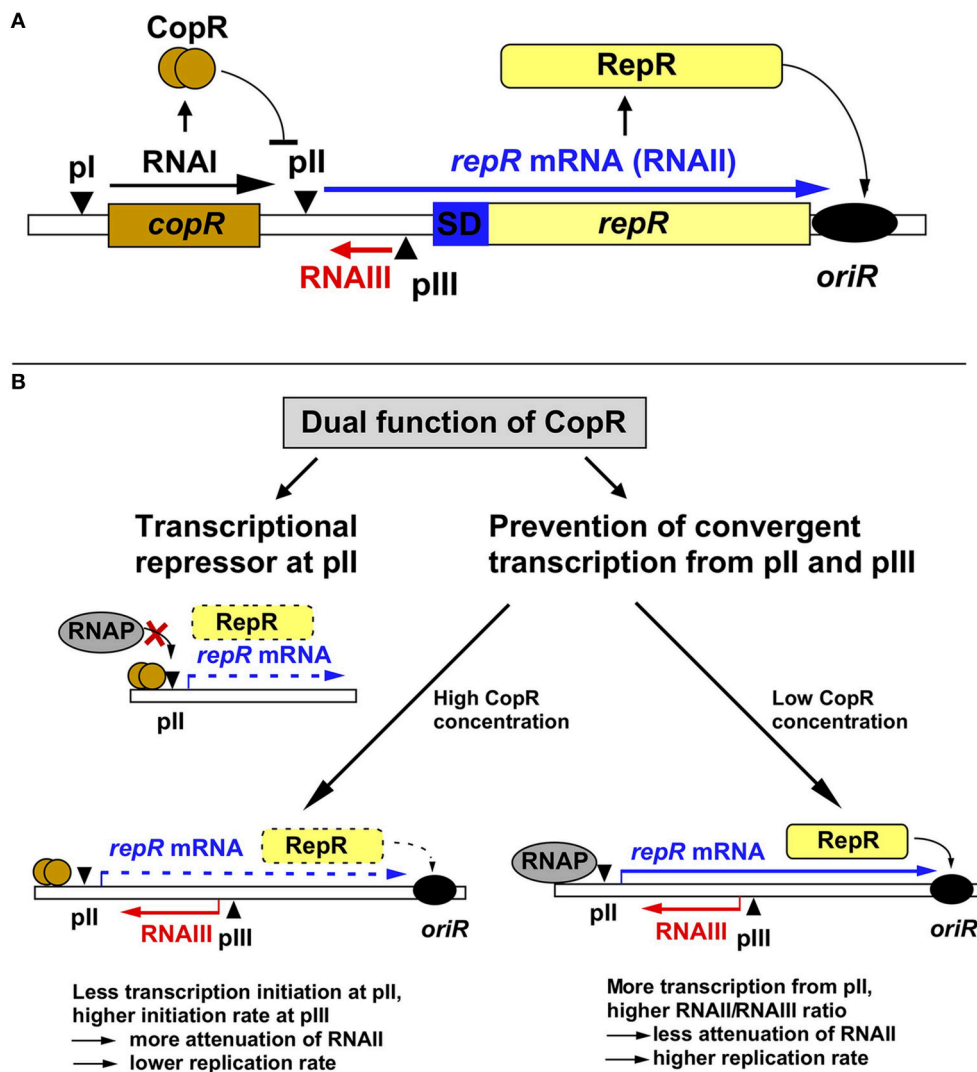 A
CopR
RepR
pI
RNAI
pII
repR mRNA (RNAII)
copR
SD
repR
RNAIII
pIII
oriR
B
Dual function of CopR
Transcriptional
repressor at pII
Prevention of convergent
transcription from pII and pIII
RNAP
RepR
repR mRNA
pII
High CopR
concentration
Low CopR
concentration
repR mRNA
RepR
pII
RNAIII
pIII
oriR
RNAP
repR mRNA
RepR
pII
RNAIII
pIII
oriR
Less transcription initiation at pII,
higher initiation rate at pIII
more attenuation of RNAII
lower replication rate
More transcription from pII,
higher RNAII/RNAIII ratio
less attenuation of RNAII
higher replication rate